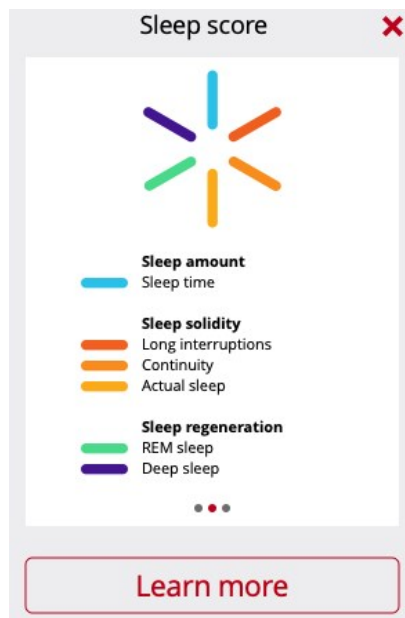 Sleep score
Sleep amount
Sleep time
Sleep solidity
Long interruptions
Continuity
Actual sleep
Sleep regeneration
REM sleep
Deep sleep
Learn more